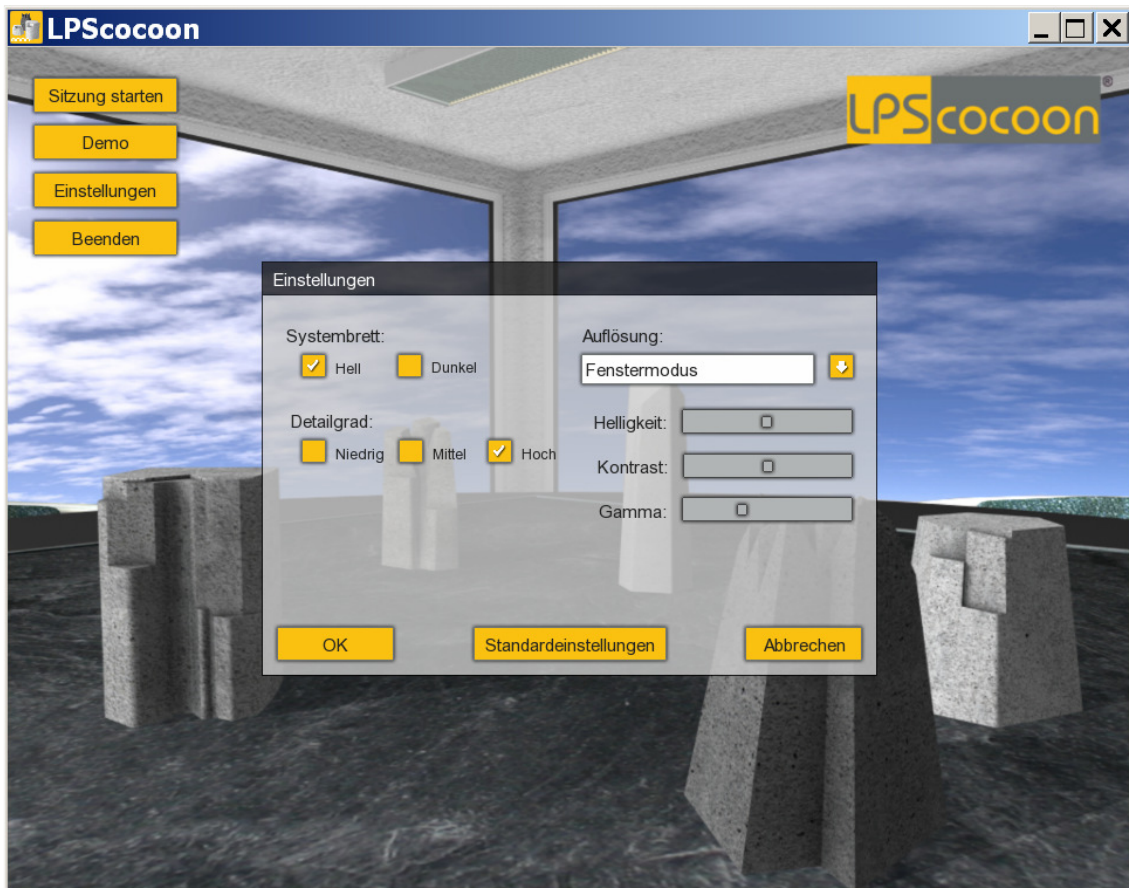 LPScocoon
Sitzung starten
Demo
Einstellungen
Beenden
LPScocoon®
Einstellungen
Systembrett:
Hell
Dunkel
Detailgrad:
Niedrig
Mittel
Hoch
Auflösung:
Fenstermodus
Helligkeit:
Kontrast:
Gamma:
OK
Standardeinstellungen
Abbrechen